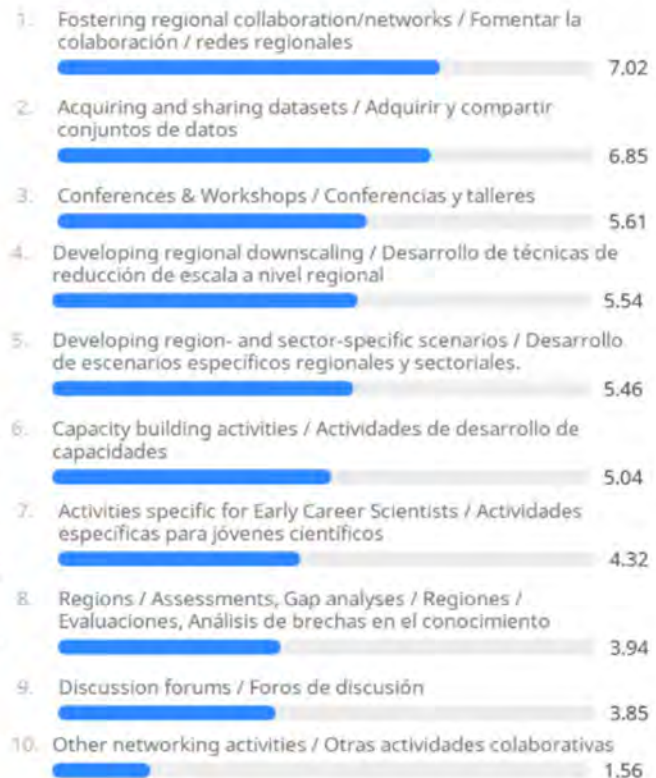 1. Fostering regional collaboration/networks / Fomentar la
colaboración / redes regionales
7.02
2. Acquiring and sharing datasets / Adquirir y compartir
conjuntos de datos
6.85
3. Conferences & Workshops / Conferencias y talleres
5.61
4. Developing regional downscaling / Desarrollo de técnicas de
reducción de escala a nivel regional
5.54
5. Developing region- and sector-specific scenarios / Desarrollo
de escenarios específicos regionales y sectoriales.
5.46
6. Capacity building activities / Actividades de desarrollo de
capacidades
5.04
7. Activities specific for Early Career Scientists / Actividades
específicas para jóvenes científicos
4.32
8. Regions / Assessments, Gap analyses / Regiones /
Evaluaciones, Análisis de brechas en el conocimiento
3.94
9. Discussion forums / Foros de discusión
3.85
10. Other networking activities / Otras actividades colaborativas
1.56